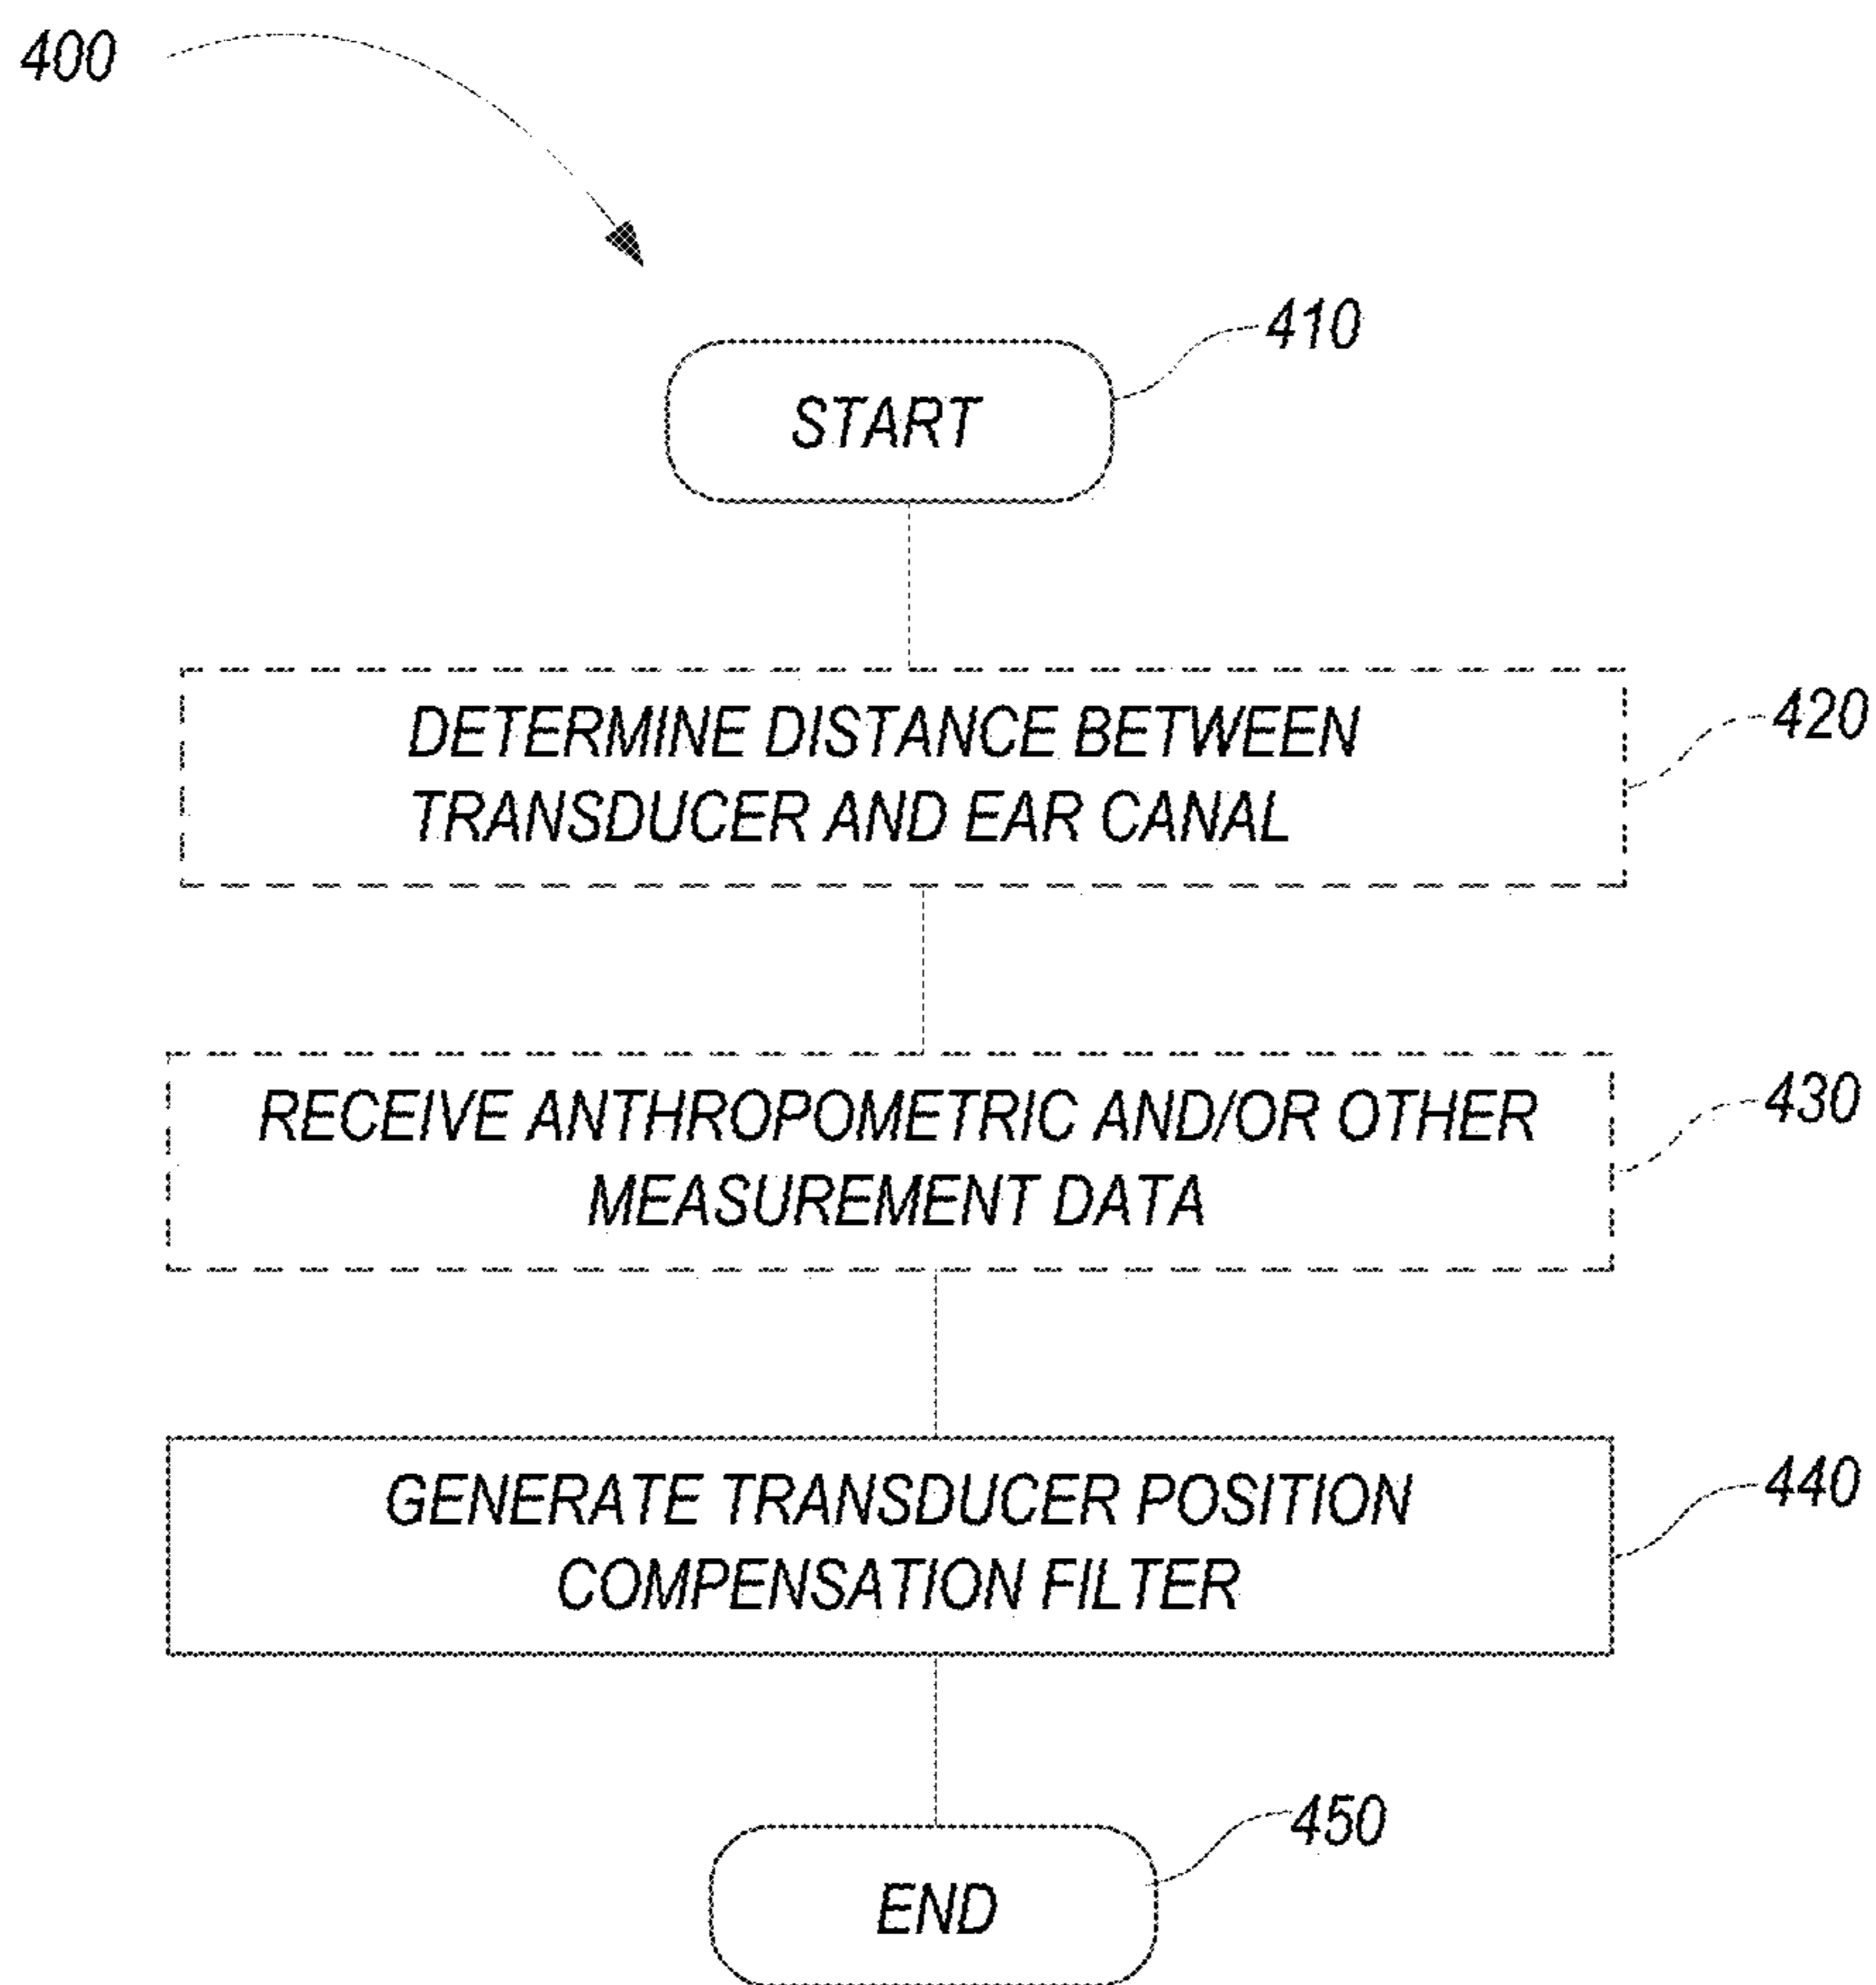 400
410
START
DETERMINE DISTANCE BETWEEN
TRANSDUCER AND EAR CANAL
420
RECEIVE ANTHROPOMETRIC AND/OR OTHER
MEASUREMENT DATA
430
GENERATE TRANSDUCER POSITION
COMPENSATION FILTER
440
450
END